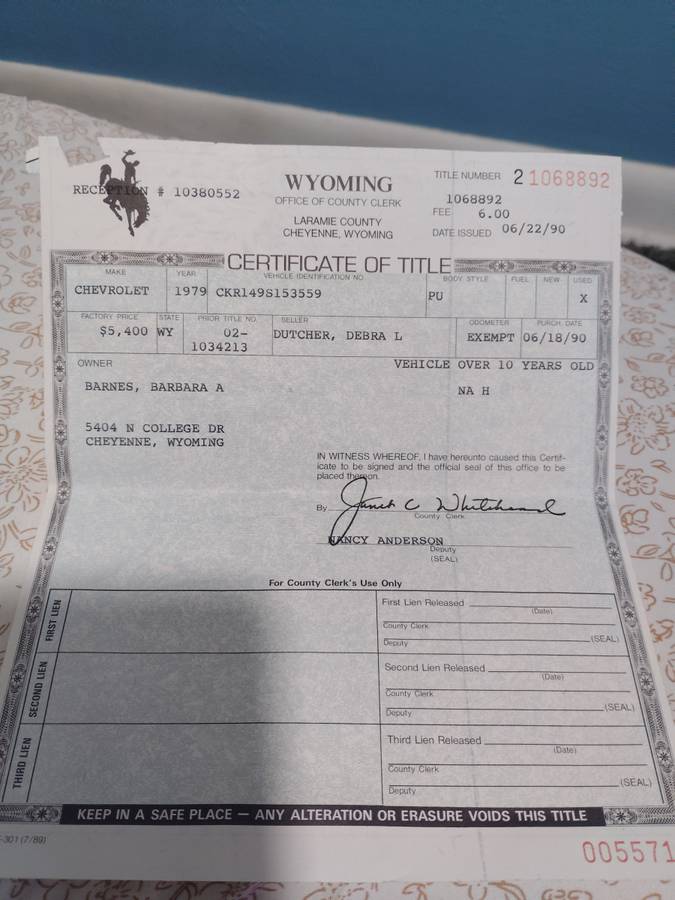 RECEPTION # 10380552
WYOMING
OFFICE OF COUNTY CLERK
LARAMIE COUNTY
CHEYENNE, WYOMING
TITLE NUMBER 2 1068892
1068892
FEE 6.00
DATE ISSUED 06/22/90
CERTIFICATE OF TITLE
MAKE YEAR VEHICLE IDENTIFICATION NO. BODY STYLE FUEL NEW USED
CHEVROLET 1979 CKR149S153559 PU X
FACTORY PRICE STATE PRIOR TITLE NO. SELLER ODOMETER PURCH. DATE
$5,400 WY 02-1034213 DUTCHER, DEBRA L EXEMPT 06/18/90
OWNER VEHICLE OVER 10 YEARS OLD
BARNES, BARBARA A NA H
5404 N COLLEGE DR
CHEYENNE, WYOMING
IN WITNESS WHEREOF, I have hereunto caused this Certif-
icate to be signed and the official seal of this office to be
placed thereon.
By Janet C Whitehead
County Clerk
NANCY ANDERSON
Deputy
(SEAL)
For County Clerk's Use Only
FIRST LIEN
First Lien Released
(Date)
County Clerk
Deputy (SEAL)
SECOND LIEN
Second Lien Released
(Date)
County Clerk
Deputy (SEAL)
THIRD LIEN
Third Lien Released
(Date)
County Clerk
Deputy (SEAL)
KEEP IN A SAFE PLACE — ANY ALTERATION OR ERASURE VOIDS THIS TITLE
-301 (7/89)
005571